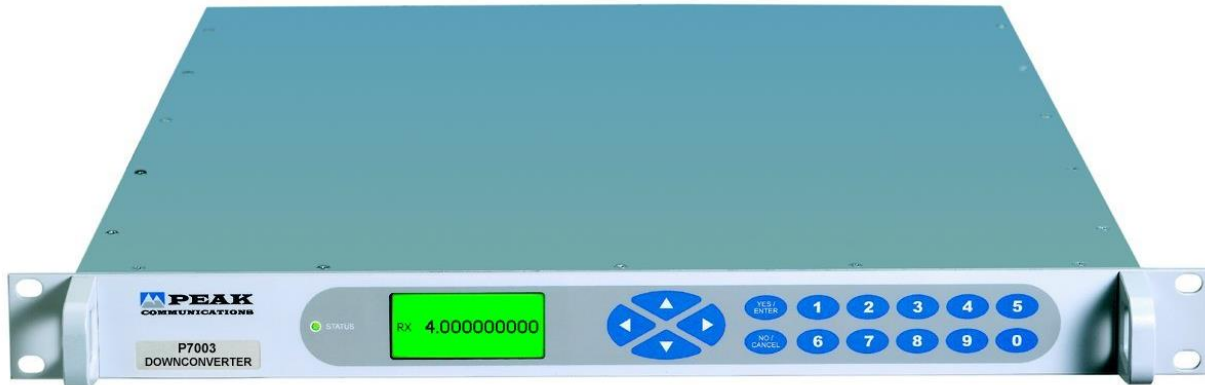 PEAK
COMMUNICATIONS
P7003
DOWNCONVERTER
STATUS
RX 4.000000000
YES /
ENTER
1 2 3 4 5
NO /
CANCEL
6 7 8 9 0